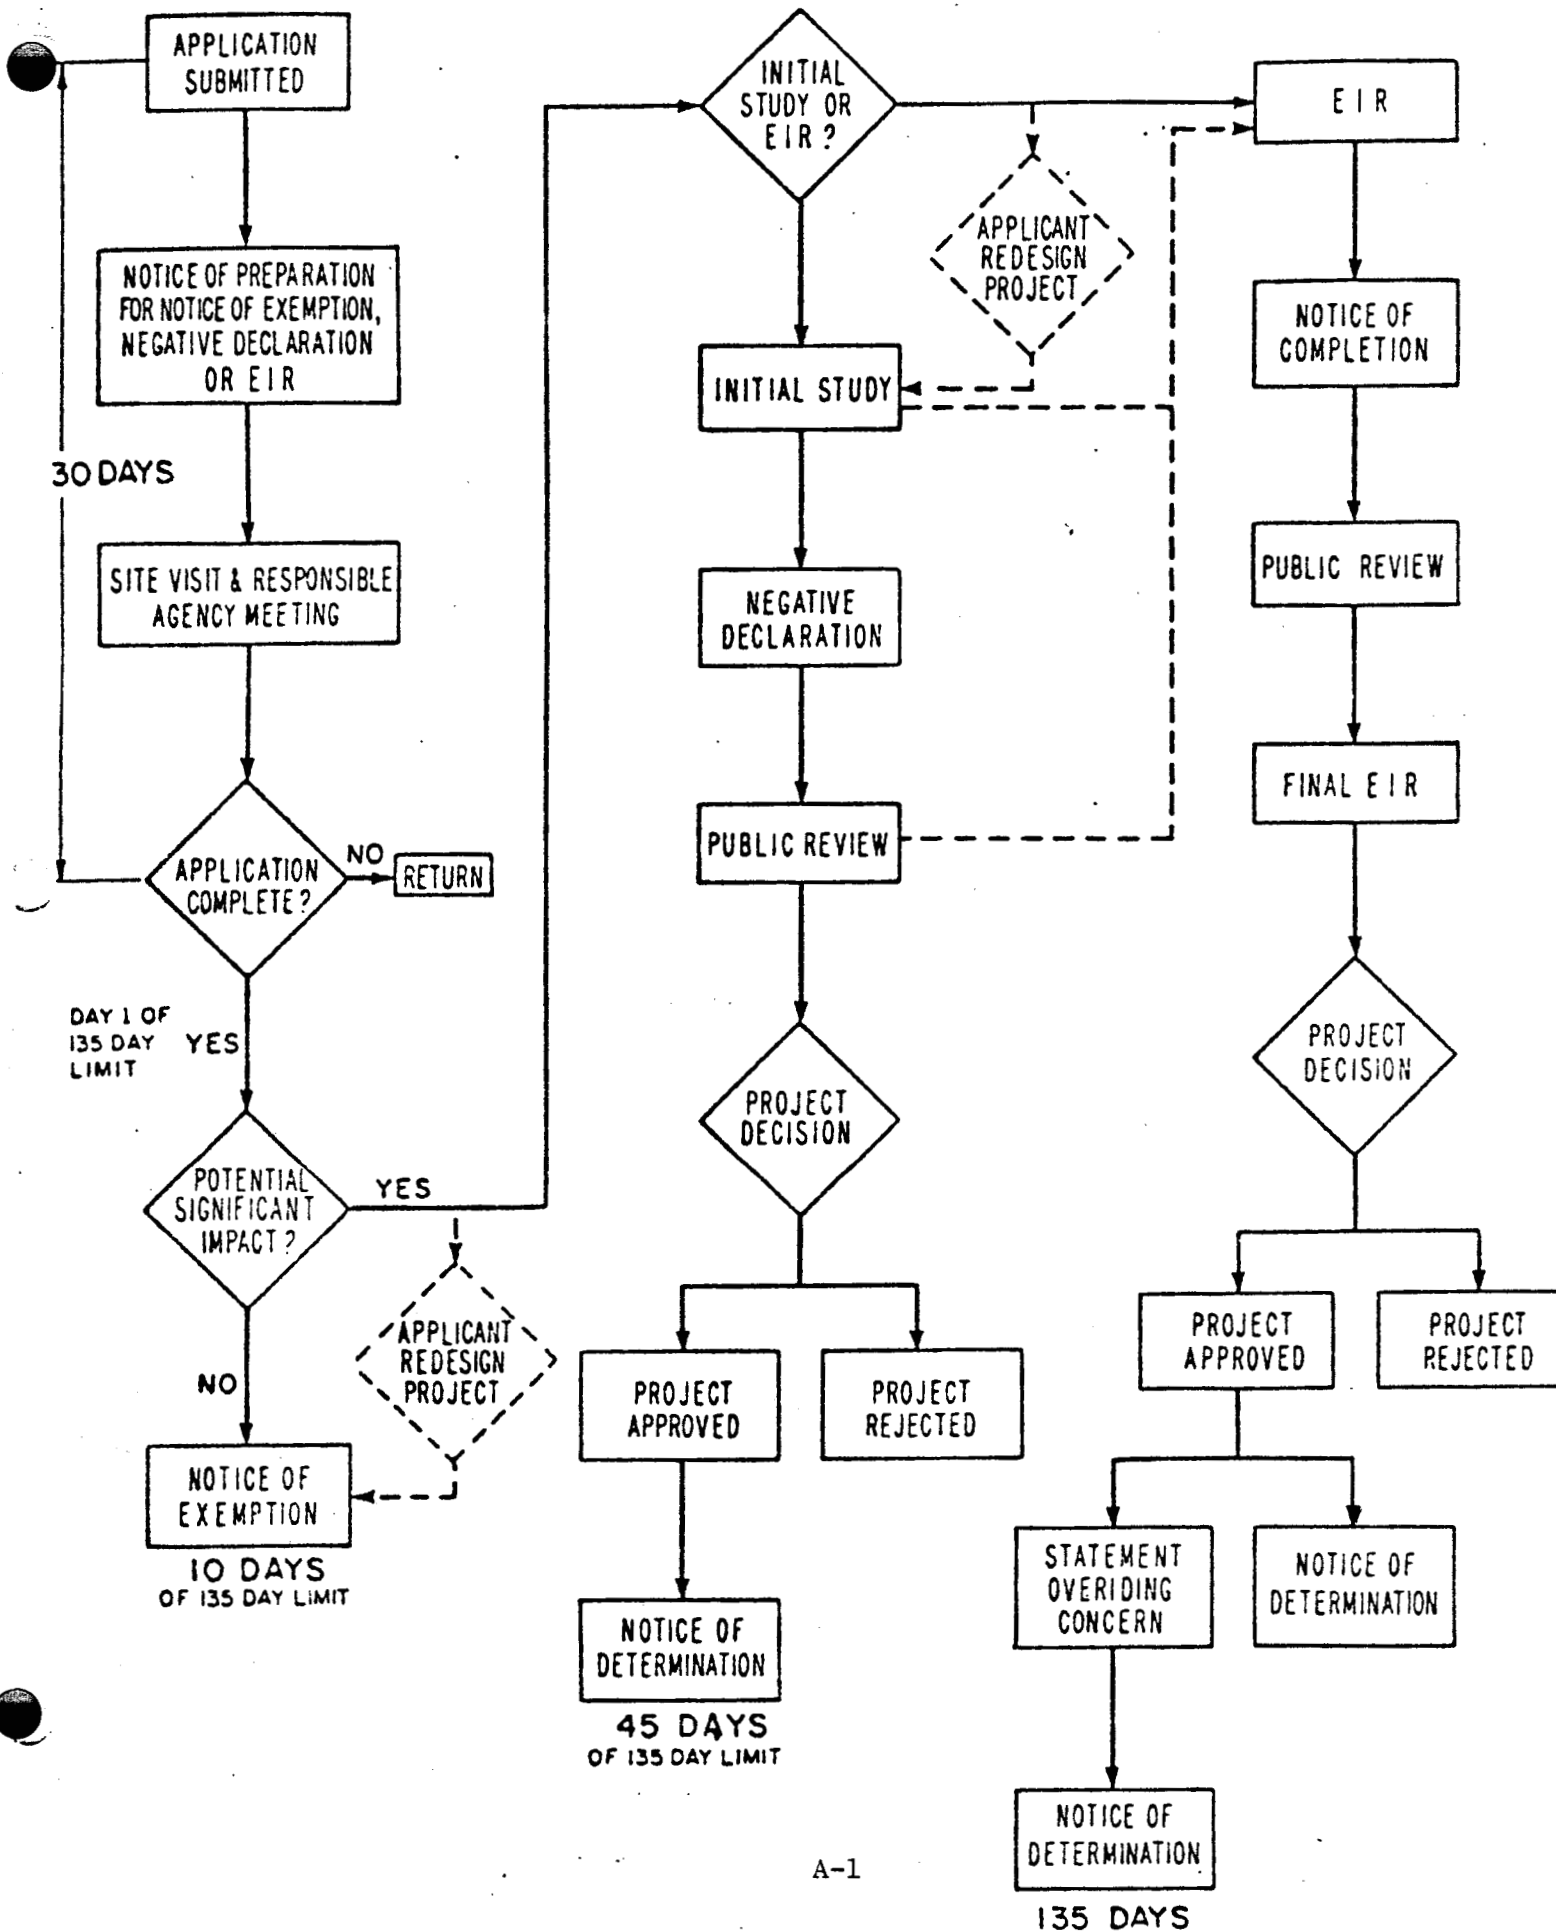 APPLICATION
SUBMITTED
NOTICE OF PREPARATION
FOR NOTICE OF EXEMPTION,
NEGATIVE DECLARATION
OR EIR
30 DAYS
SITE VISIT & RESPONSIBLE
AGENCY MEETING
APPLICATION
COMPLETE?
NO
RETURN
DAY 1 OF
135 DAY
LIMIT
YES
POTENTIAL
SIGNIFICANT
IMPACT?
YES
NO
APPLICANT
REDESIGN
PROJECT
NOTICE OF
EXEMPTION
10 DAYS
OF 135 DAY LIMIT
INITIAL
STUDY OR
EIR?
APPLICANT
REDESIGN
PROJECT
INITIAL STUDY
NEGATIVE
DECLARATION
PUBLIC REVIEW
PROJECT
DECISION
PROJECT
APPROVED
PROJECT
REJECTED
NOTICE OF
DETERMINATION
45 DAYS
OF 135 DAY LIMIT
EIR
NOTICE OF
COMPLETION
PUBLIC REVIEW
FINAL EIR
PROJECT
DECISION
PROJECT
APPROVED
PROJECT
REJECTED
STATEMENT
OVERIDING
CONCERN
NOTICE OF
DETERMINATION
NOTICE OF
DETERMINATION
135 DAYS
A-1